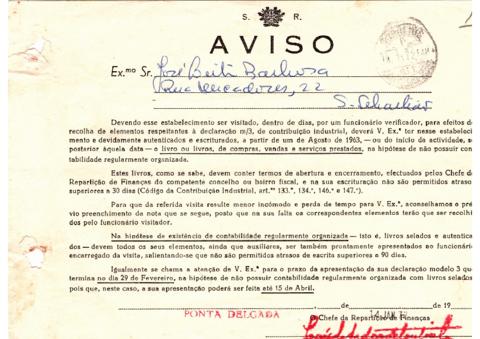 S. R.
AVISO
Ex.mo Sr. José
Rua Mercadores, 22
S. Sebastião
Devendo esse estabelecimento ser visitado, dentro de dias, por um funcionário verificador, para efeitos de
recolha de elementos respeitantes à declaração m/3, de contribuição industrial, deverá V. Ex.ª ter nesse estabeleci-
mento e devidamente autenticados e escriturados, a partir de um de Agosto de 1963, — ou do início da actividade, se
posterior àquela data — o livro ou livros, de compras, vendas e serviços prestados, na hipótese de não possuir con-
tabilidade regularmente organizada.
Estes livros, como se sabe, devem conter termos de abertura e encerramento, efectuados pelos Chefe d
Repartição de Finanças do competente concelho ou bairro fiscal, e na sua escrituração não são permitidos atraso
superiores a 30 dias (Código da Contribuição Industrial, art.os 133.º, 134.º, 146.º e 147.º).
Para que da referida visita resulte menor incómodo e perda de tempo para V. Ex.ª, aconselhamos o pré-
vio preenchimento da nota que se segue, posto que na sua falta os correspondentes elementos terão que ser recolhi-
dos pelo funcionário visitador.
Na hipótese de existência de contabilidade regularmente organizada — isto é, livros selados e autentica-
dos — devem todos os seus elementos, ainda que auxiliares, ser também prontamente apresentados ao funcionári
encarregado da visita, salientando-se que não são permitidos atrasos de escrita superiores a 90 dias.
Igualmente se chama a atenção de V. Ex.ª para o prazo da apresentação da sua declaração modelo 3 qu
termina no dia 29 de Fevereiro, na hipótese de não possuir contabilidade regularmente organizada com livros selado
pois que, neste caso, a sua apresentação poderá ser feita até 15 de Abril.
PONTA DELGADA, de de 19
O Chefe da Repartição de Finanças
14 JAN